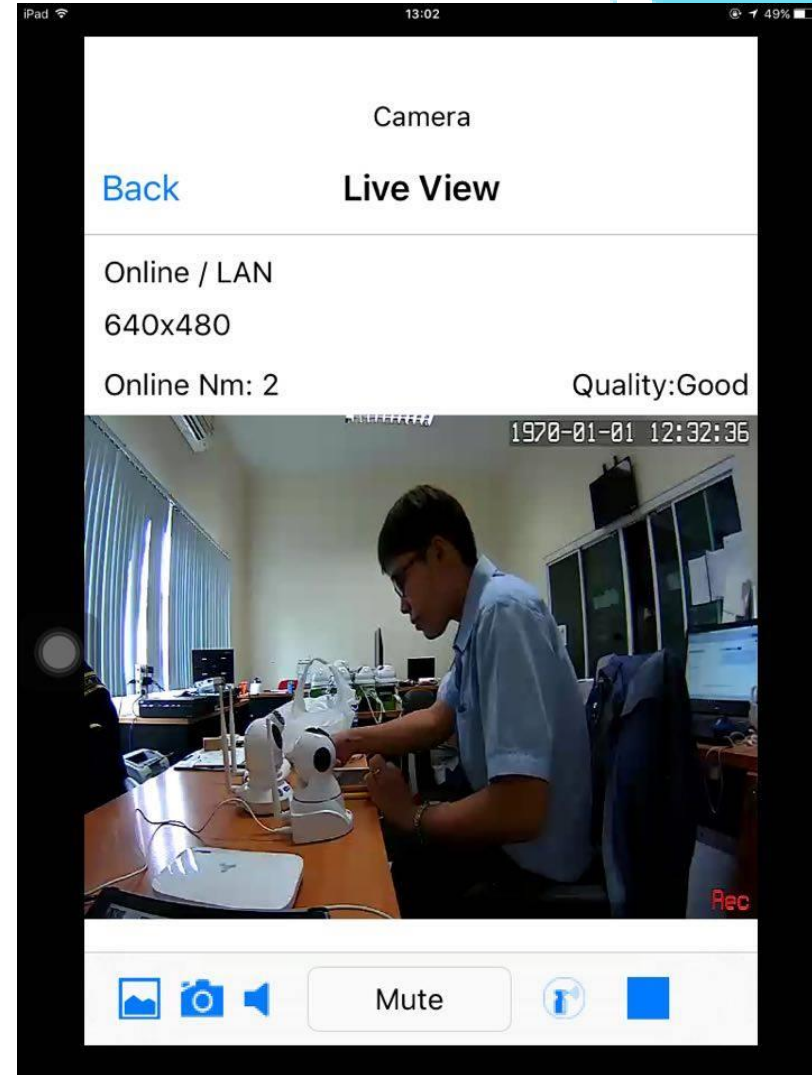 iPad 13:02 49%
Camera
Back Live View
Online / LAN
640x480
Online Nm: 2 Quality:Good
1970-01-01 12:32:36
Rec
Mute